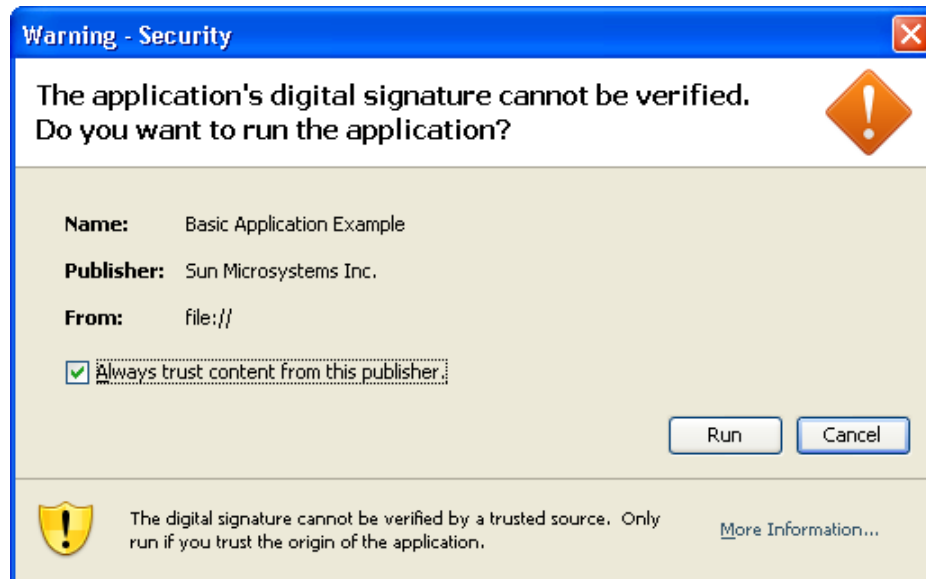 Warning - Security
The application's digital signature cannot be verified.
Do you want to run the application?
Name: Basic Application Example
Publisher: Sun Microsystems Inc.
From: file://
Always trust content from this publisher.
Run Cancel
The digital signature cannot be verified by a trusted source. Only
run if you trust the origin of the application.
More Information...